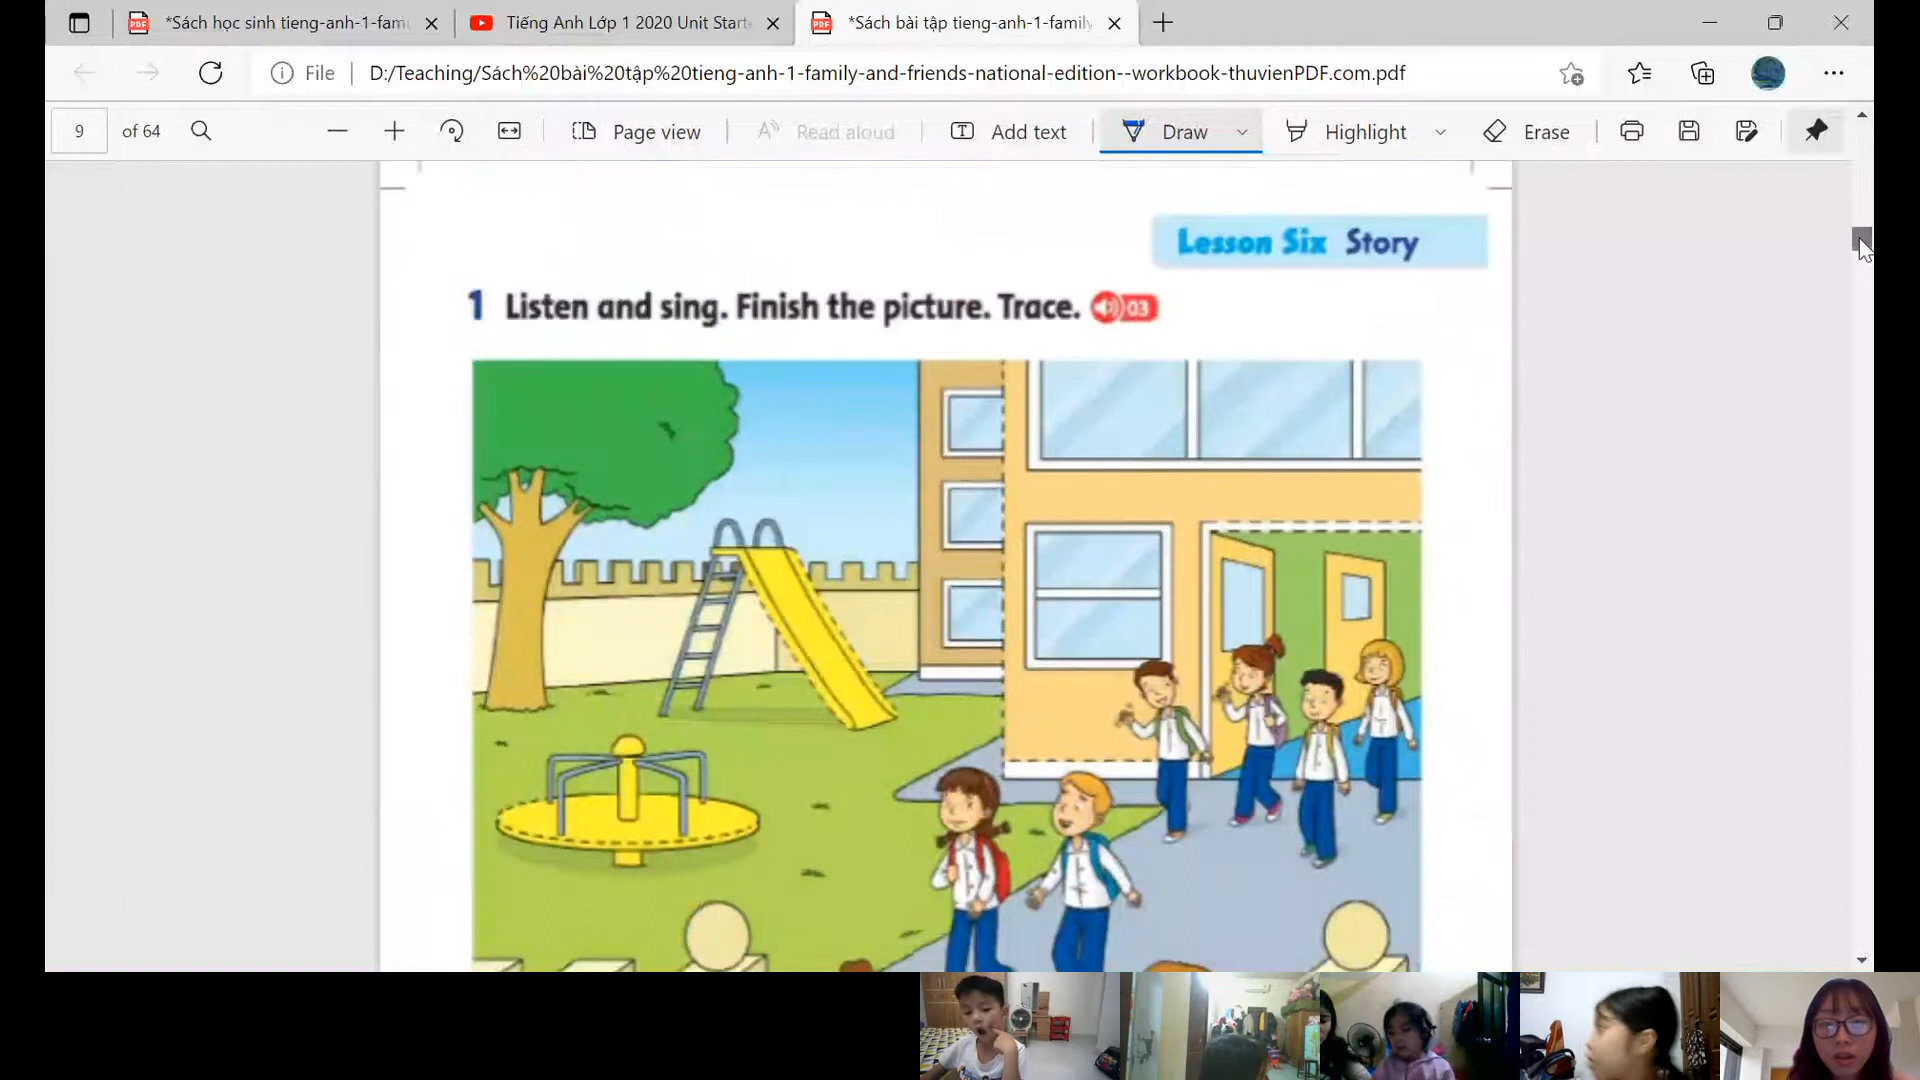 *Sách học sinh tieng-anh-1-fami
Tiếng Anh Lớp 1 2020 Unit Start
*Sách bài tập tieng-anh-1-family
File
D:/Teaching/Sách%20bài%20tập%20tieng-anh-1-family-and-friends-national-edition--workbook-thuvienPDF.com.pdf
9 of 64
Page view
Read aloud
Add text
Draw
Highlight
Erase
Lesson Six Story
1 Listen and sing. Finish the picture. Trace. 03